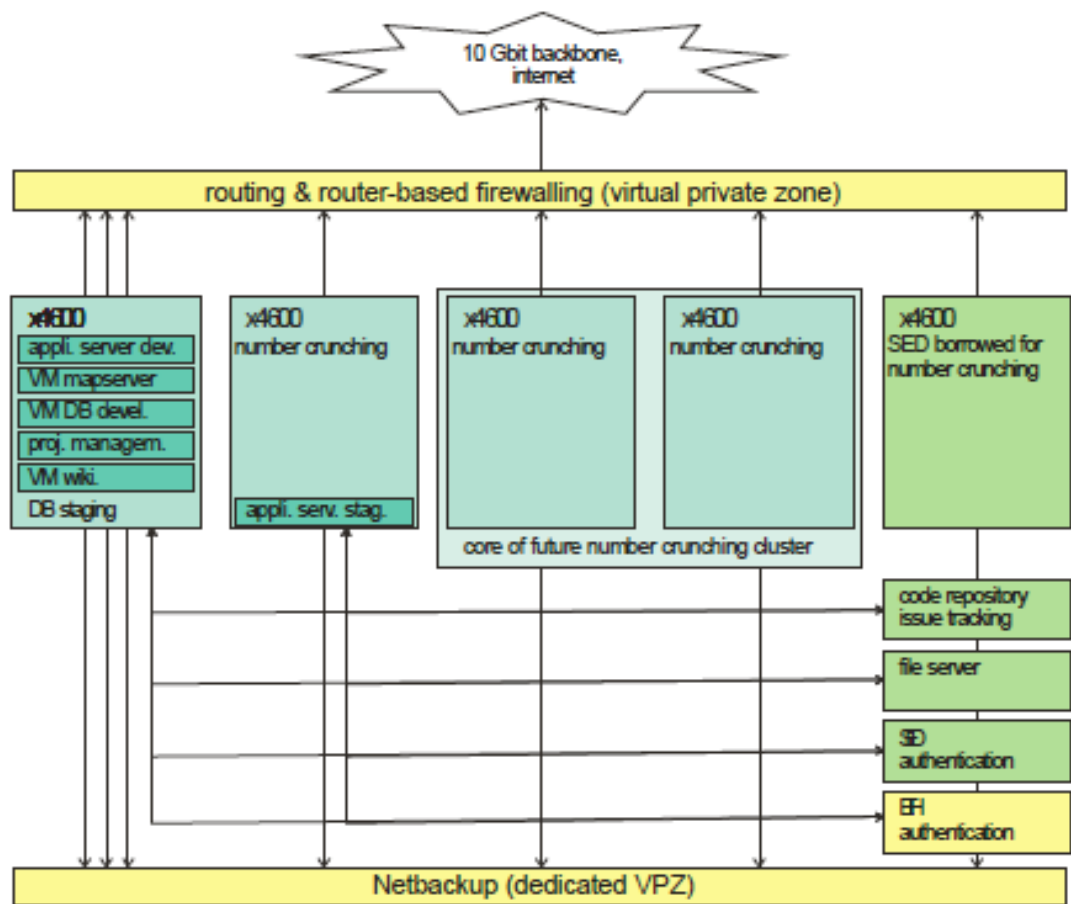 10 Gbit backbone,
internet
routing & router-based firewalling (virtual private zone)
x4600
appli. server dev.
VM mapserver
VM DB devel.
proj. managem.
VM wiki.
DB staging
x4600
number crunching
appli. serv. stag.
x4600
number crunching
x4600
number crunching
core of future number crunching cluster
x4600
SED borrowed for
number crunching
code repository
issue tracking
file server
SED
authentication
ETH
authentication
Netbackup (dedicated VPZ)